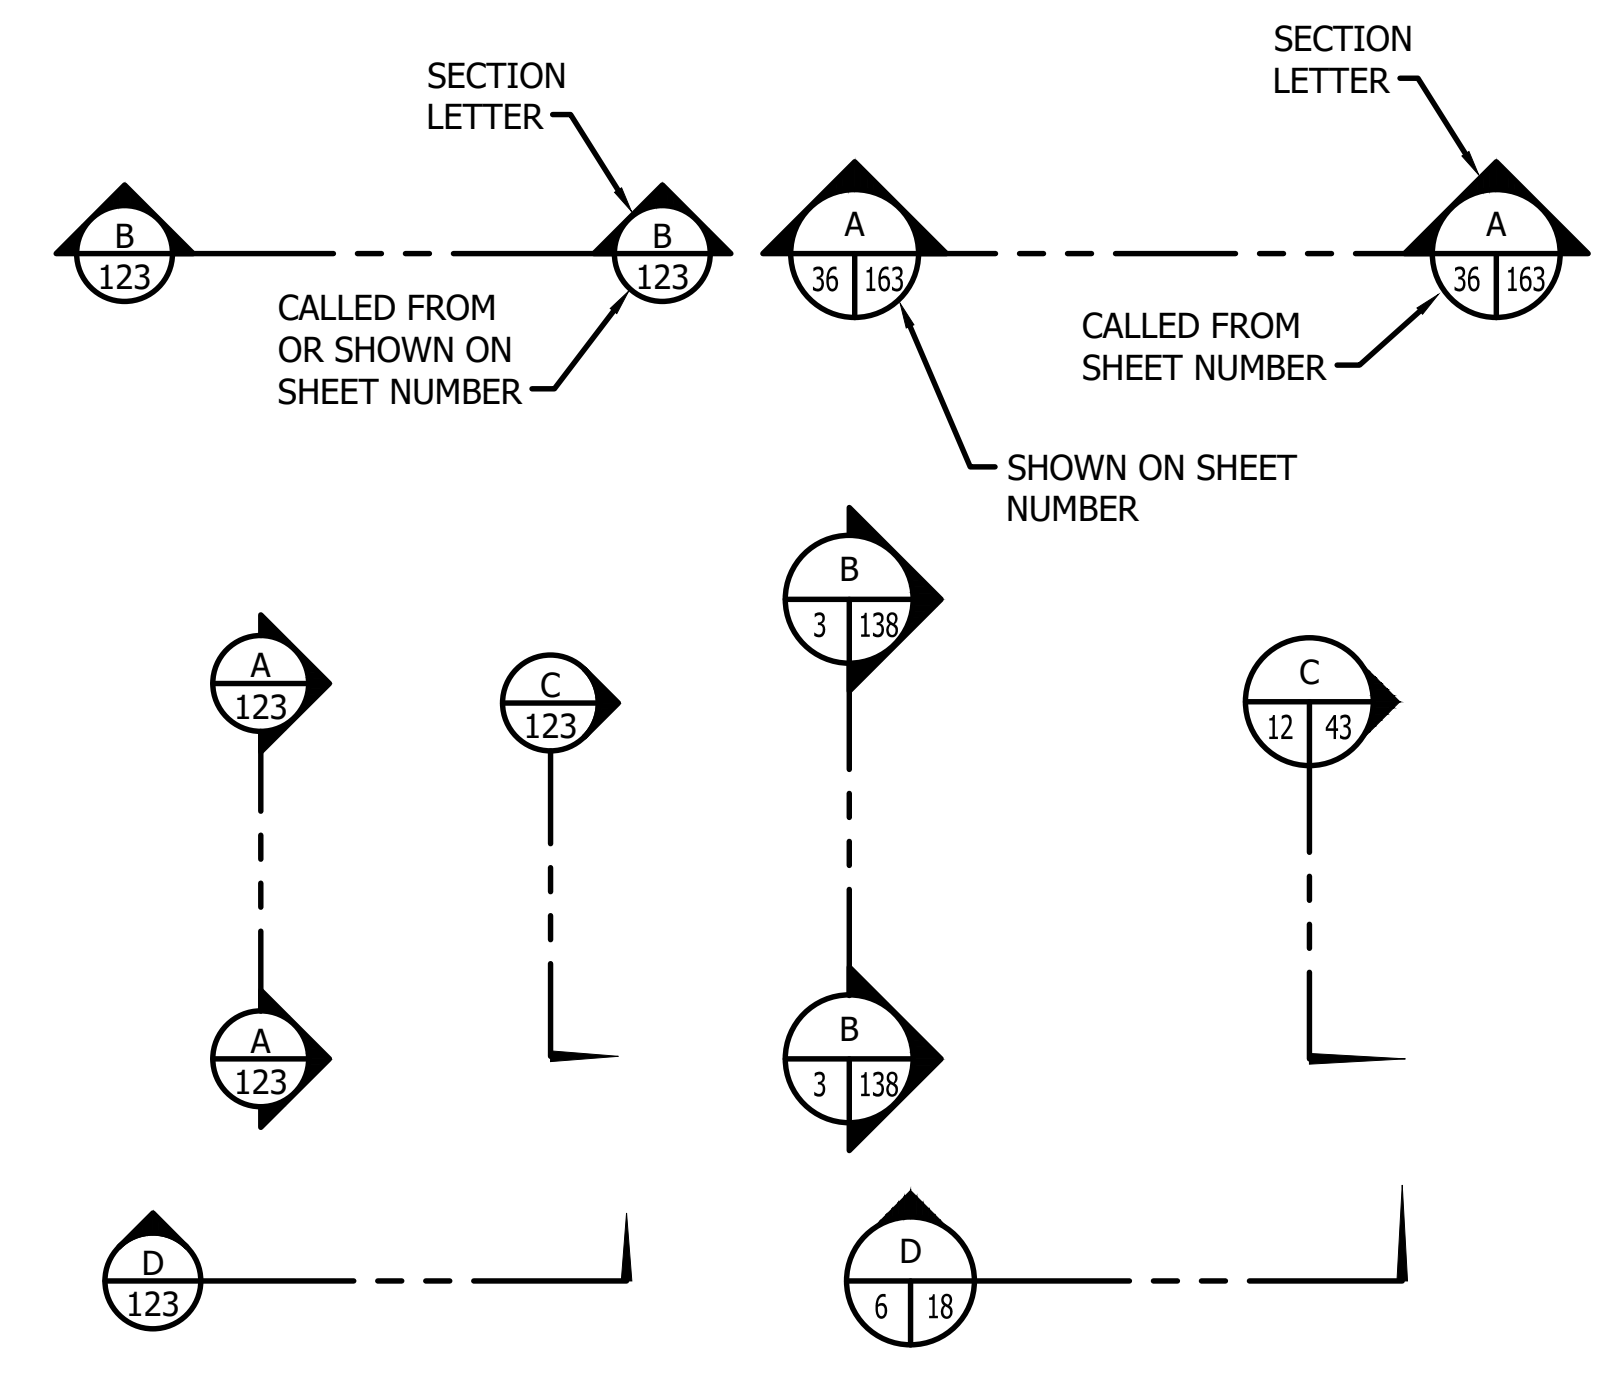 SECTION
LETTER
B
123
B
123
CALLED FROM
OR SHOWN ON
SHEET NUMBER
SECTION
LETTER
A
36 163
A
36 163
CALLED FROM
SHEET NUMBER
SHOWN ON SHEET
NUMBER
A
123
C
123
B
3 138
C
12 43
A
123
B
3 138
D
123
D
6 18